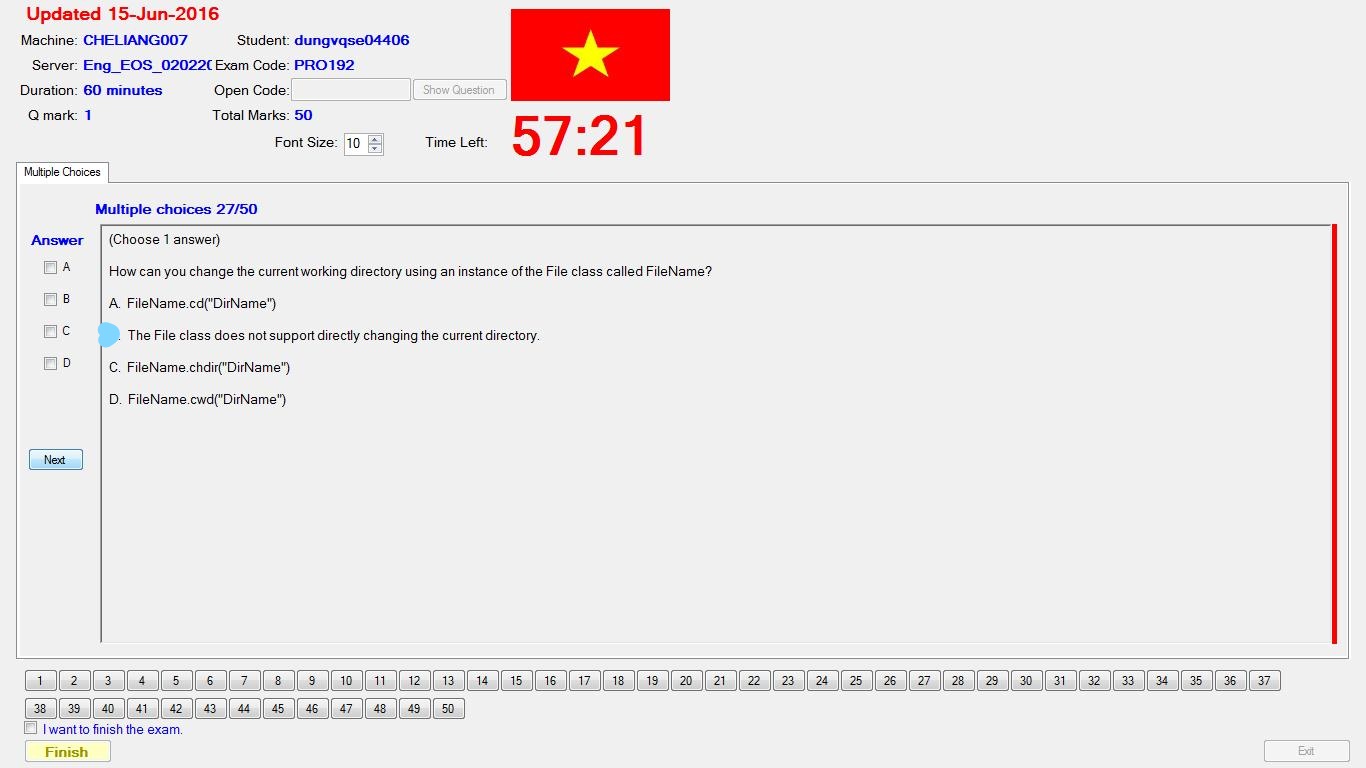 Updated 15-Jun-2016
Machine: CHELIANG007 Student: dungvqse04406
Server: Eng_EOS_020220 Exam Code: PRO192
Duration: 60 minutes Open Code: Show Question
Q mark: 1 Total Marks: 50
Font Size: 10 Time Left: 57:21
Multiple Choices
Multiple choices 27/50
Answer
(Choose 1 answer)
A
How can you change the current working directory using an instance of the File class called FileName?
B
A. FileName.cd("DirName")
C
. The File class does not support directly changing the current directory.
D
C. FileName.chdir("DirName")
D. FileName.cwd("DirName")
Next
1 2 3 4 5 6 7 8 9 10 11 12 13 14 15 16 17 18 19 20 21 22 23 24 25 26 27 28 29 30 31 32 33 34 35 36 37
38 39 40 41 42 43 44 45 46 47 48 49 50
I want to finish the exam.
Finish Exit